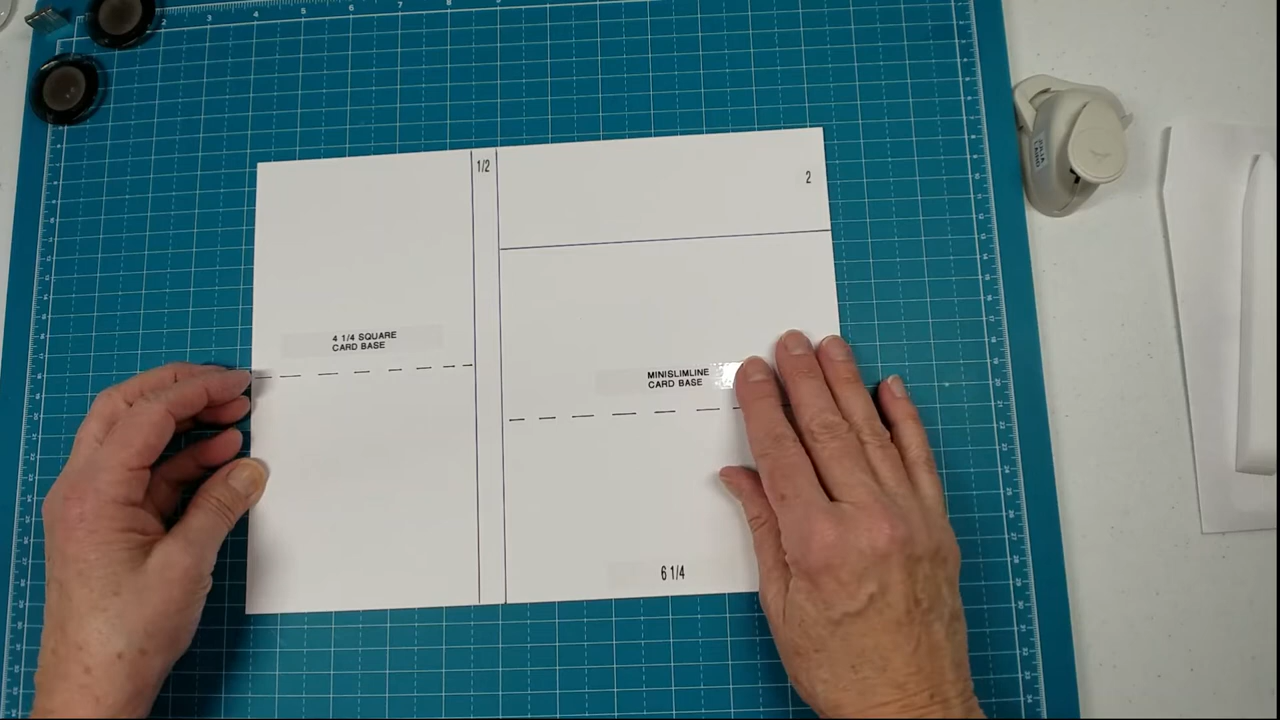 1/2
2
4 1/4 SQUARE
CARD BASE
MINISLIMLINE
CARD BASE
6 1/4